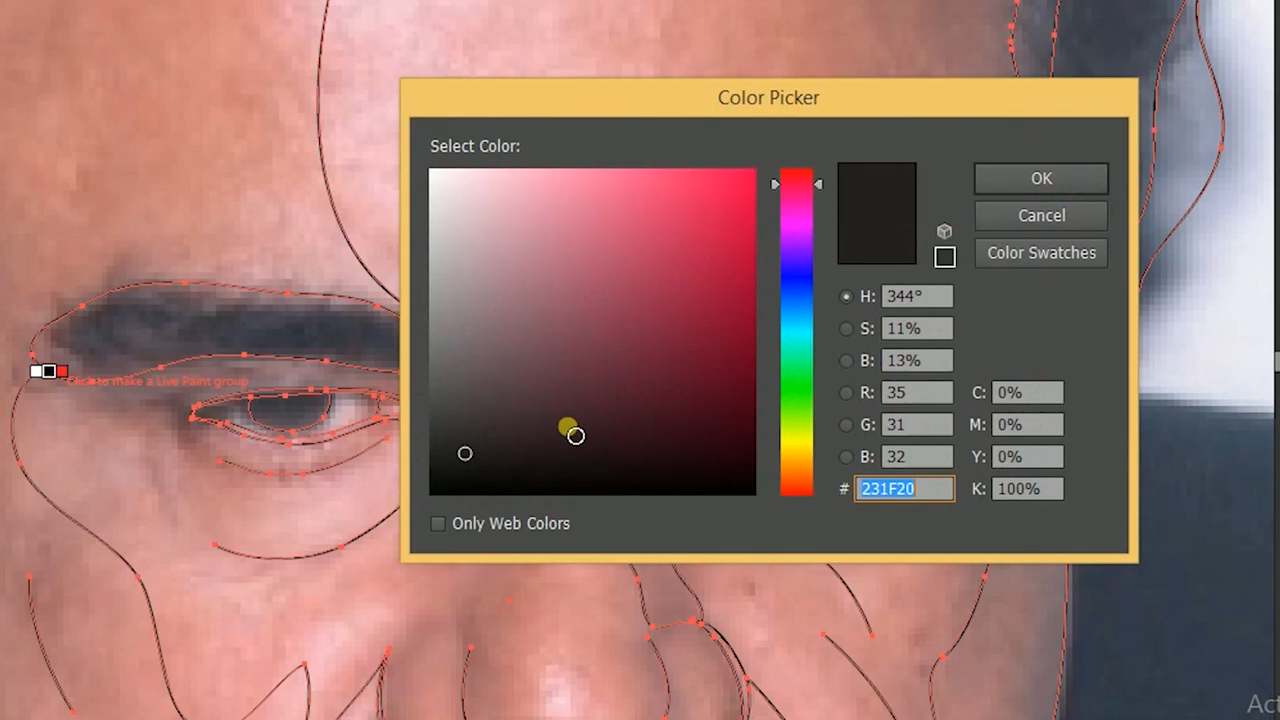 Color Picker
Select Color:
OK
Cancel
Color Swatches
H: 344°
S: 11%
B: 13%
R: 35 C: 0%
G: 31 M: 0%
B: 32 Y: 0%
# 231F20 K: 100%
Only Web Colors
Click to make a Live Paint group
Act